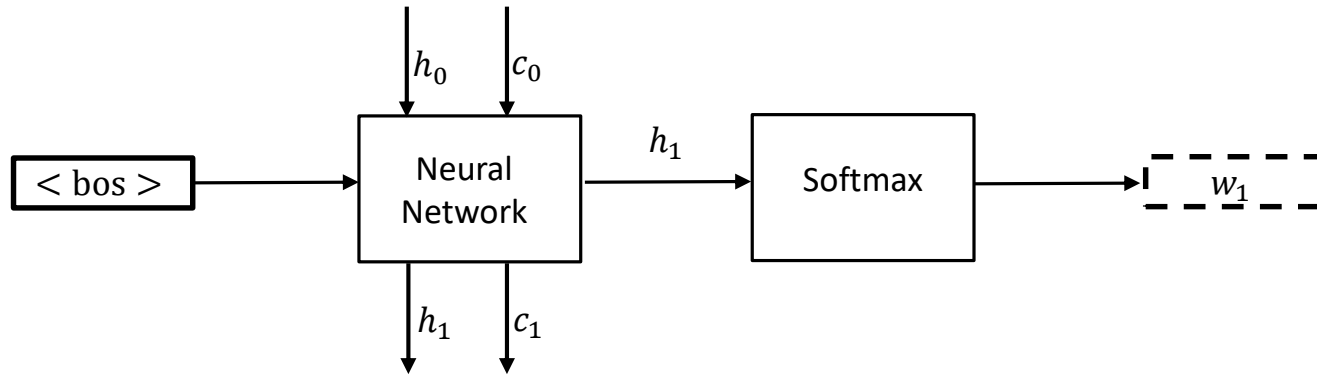 h₀
c₀
< bos >
Neural
Network
h₁
Softmax
w₁
h₁
c₁